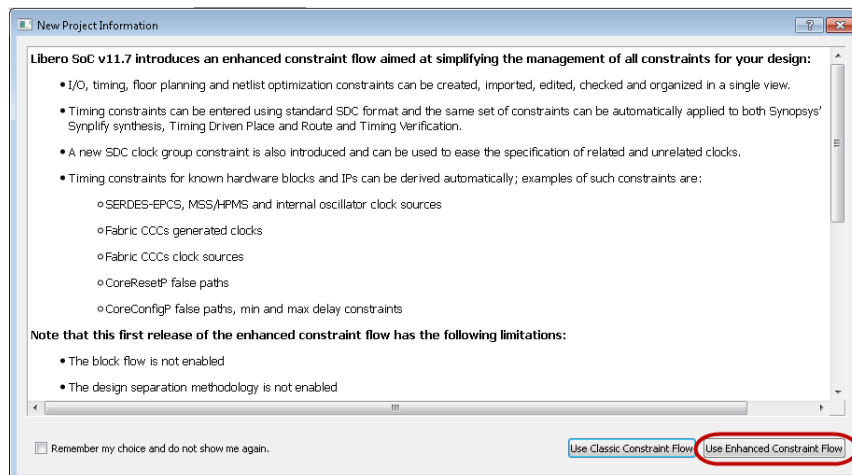 New Project Information
Libero SoC v11.7 introduces an enhanced constraint flow aimed at simplifying the management of all constraints for your design:
• I/O, timing, floor planning and netlist optimization constraints can be created, imported, edited, checked and organized in a single view.
• Timing constraints can be entered using standard SDC format and the same set of constraints can be automatically applied to both Synopsys'
Synplify synthesis, Timing Driven Place and Route and Timing Verification.
• A new SDC clock group constraint is also introduced and can be used to ease the specification of related and unrelated clocks.
• Timing constraints for known hardware blocks and IPs can be derived automatically; examples of such constraints are:
○ SERDES-EPCS, MSS/HPMS and internal oscillator clock sources
○ Fabric CCCs generated clocks
○ Fabric CCCs clock sources
○ CoreResetP false paths
○ CoreConfigP false paths, min and max delay constraints
Note that this first release of the enhanced constraint flow has the following limitations:
• The block flow is not enabled
• The design separation methodology is not enabled
Remember my choice and do not show me again.
Use Classic Constraint Flow
Use Enhanced Constraint Flow